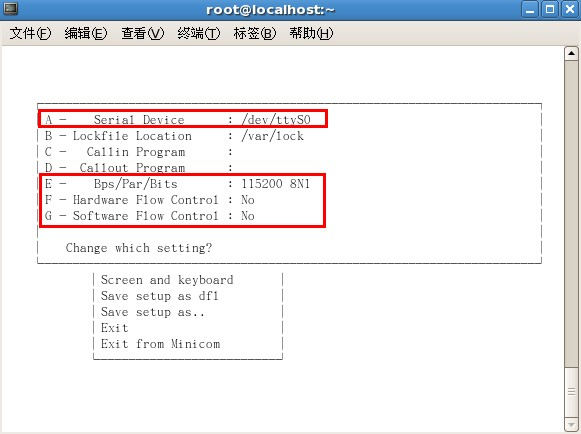 root@localhost:~
文件(F) 编辑(E) 查看(V) 终端(T) 标签(B) 帮助(H)
A - Serial Device : /dev/ttyS0
B - Lockfile Location : /var/lock
C - Callin Program :
D - Callout Program :
E - Bps/Par/Bits : 115200 8N1
F - Hardware Flow Control : No
G - Software Flow Control : No
Change which setting?
Screen and keyboard
Save setup as dfl
Save setup as..
Exit
Exit from Minicom